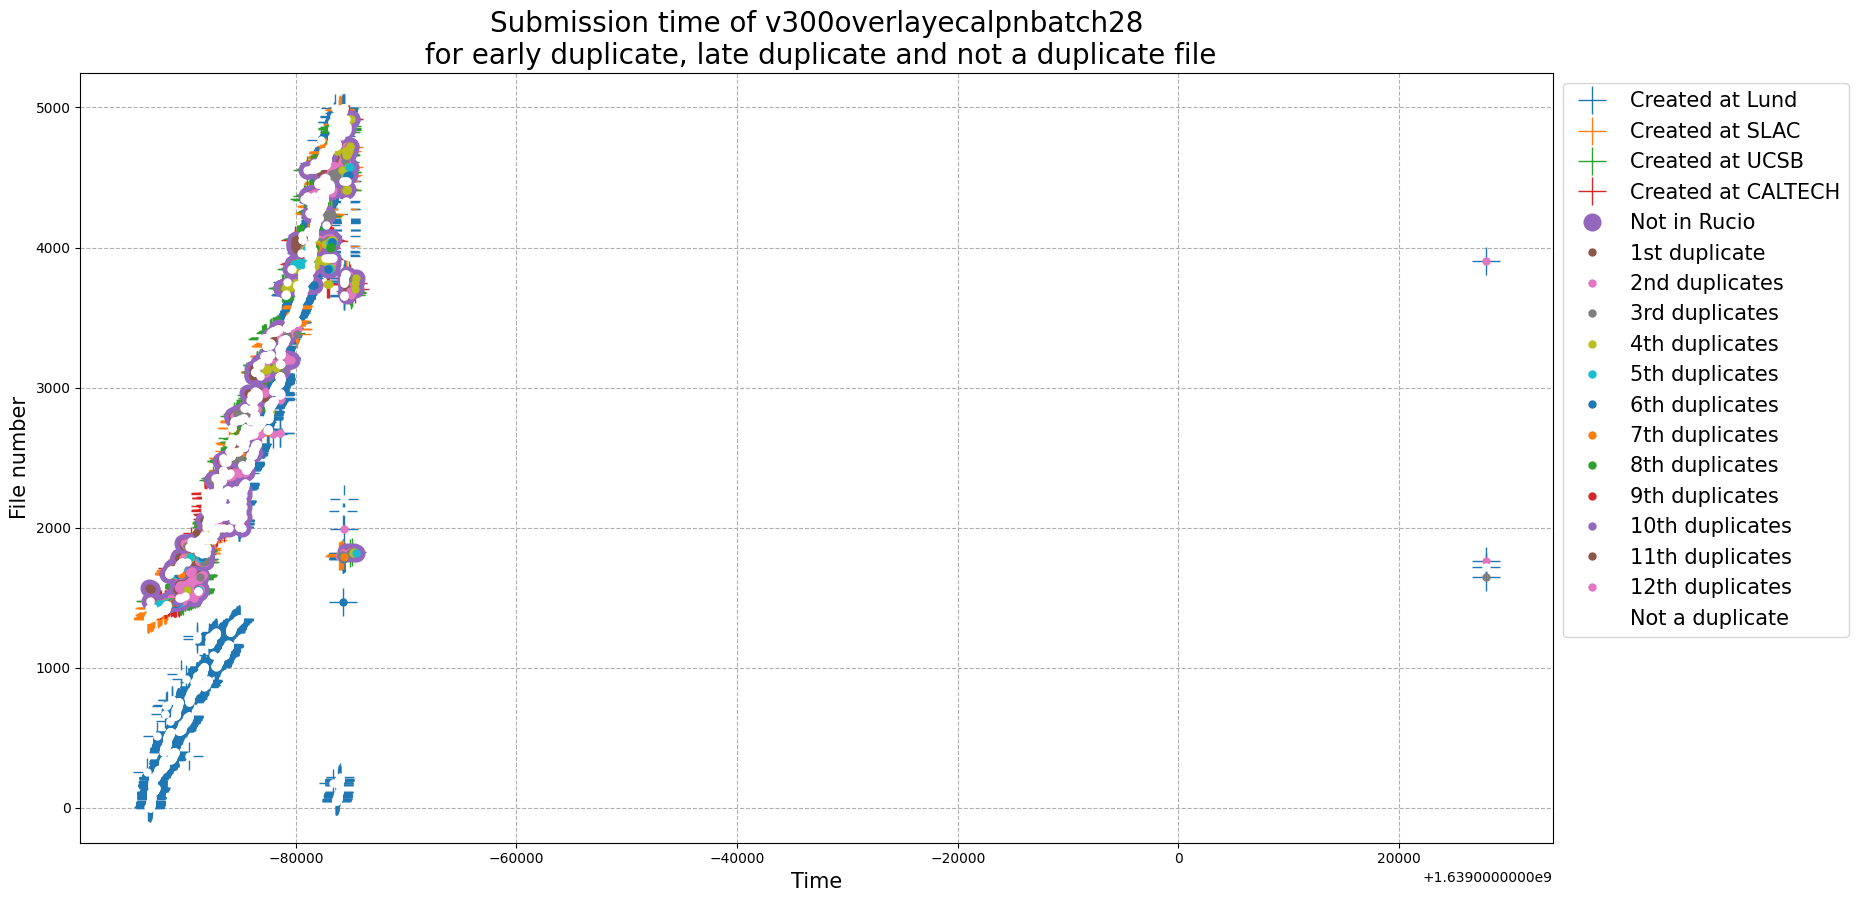 Submission time of v300overlayecalpnbatch28
for early duplicate, late duplicate and not a duplicate file
File number
5000
4000
3000
2000
1000
0
−80000
−60000
−40000
−20000
0
20000
Time
+1.6390000000e9
Created at Lund
Created at SLAC
Created at UCSB
Created at CALTECH
Not in Rucio
1st duplicate
2nd duplicates
3rd duplicates
4th duplicates
5th duplicates
6th duplicates
7th duplicates
8th duplicates
9th duplicates
10th duplicates
11th duplicates
12th duplicates
Not a duplicate